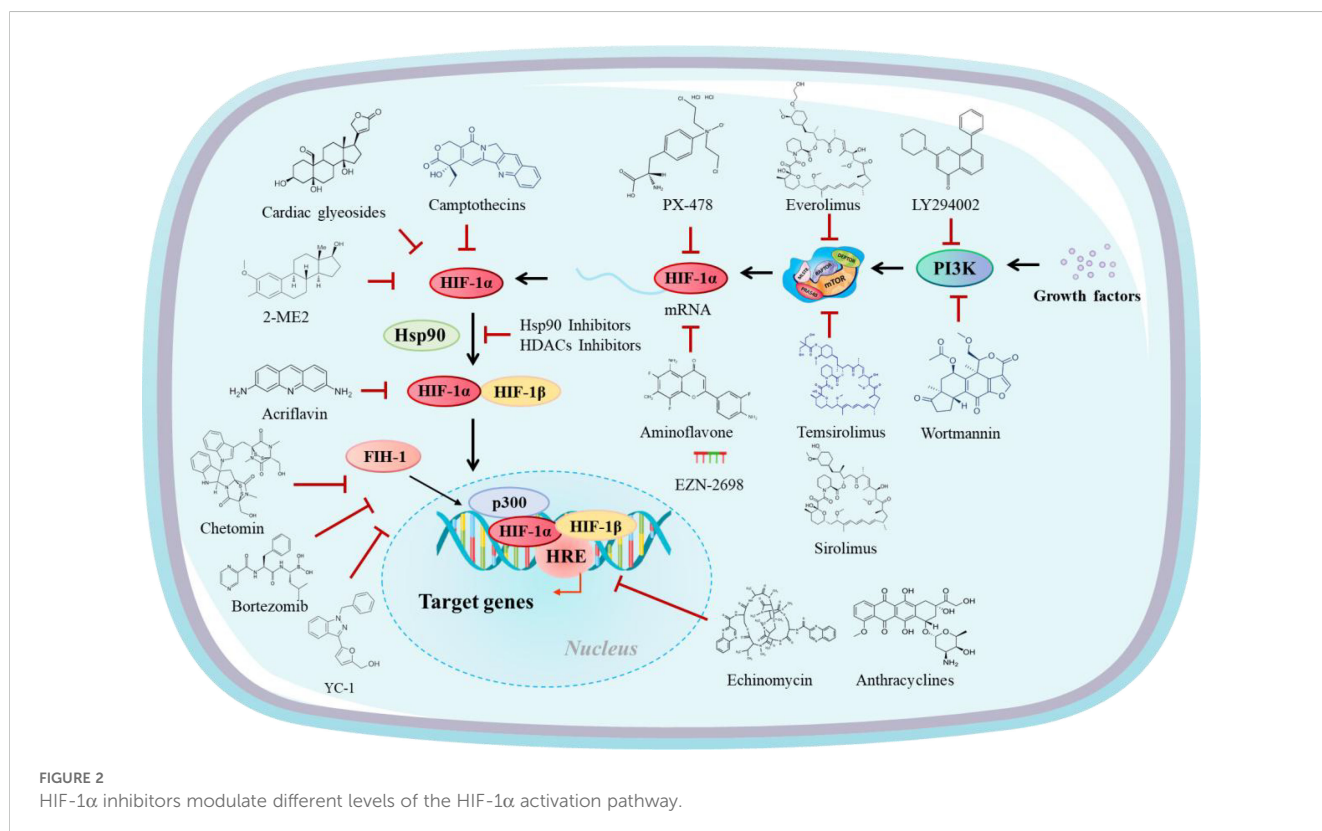 Cardiac glyeosides
Camptothecins
PX-478
Everolimus
LY294002
2-ME2
HIF-1α
HIF-1α
mRNA
DEPTOR
RAPTOR
mTOR
PI3K
Growth factors
Hsp90
Hsp90 Inhibitors
HDACs Inhibitors
Acriflavin
HIF-1α
HIF-1β
Aminoflavone
EZN-2698
Temsirolimus
Wortmannin
Sirolimus
Chetomin
FIH-1
p300
HIF-1α
HIF-1β
HRE
Target genes
Nucleus
Bortezomib
YC-1
Echinomycin
Anthracyclines
FIGURE 2
HIF-1α inhibitors modulate different levels of the HIF-1α activation pathway.